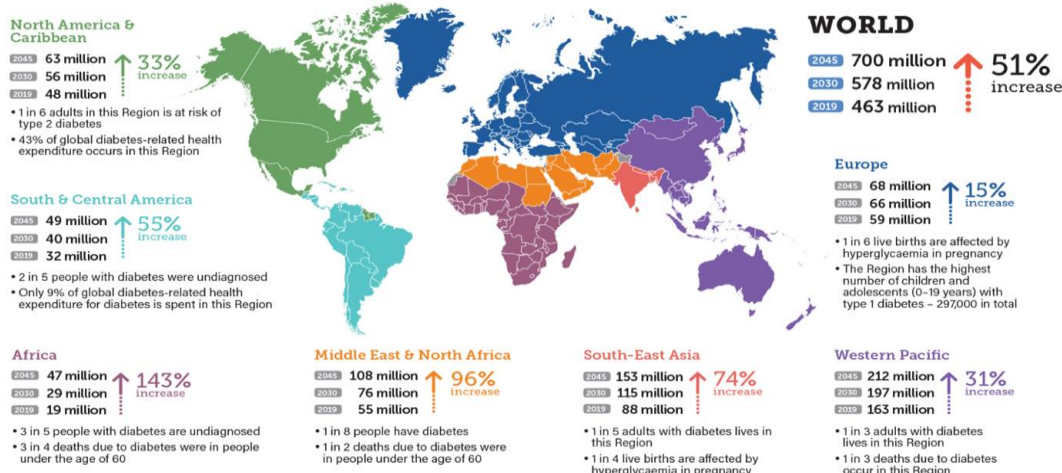 North America &
Caribbean
2045 63 million
2030 56 million
2019 48 million
33%
increase
• 1 in 6 adults in this Region is at risk of
type 2 diabetes
• 43% of global diabetes-related health
expenditure occurs in this Region
WORLD
2045 700 million
2030 578 million
2019 463 million
51%
increase
South & Central America
2045 49 million
2030 40 million
2019 32 million
55%
increase
• 2 in 5 people with diabetes were undiagnosed
• Only 9% of global diabetes-related health
expenditure for diabetes is spent in this Region
Europe
2045 68 million
2030 66 million
2019 59 million
15%
increase
• 1 in 6 live births are affected by
hyperglycaemia in pregnancy
• The Region has the highest
number of children and
adolescents (0–19 years) with
type 1 diabetes – 297,000 in total
Africa
2045 47 million
2030 29 million
2019 19 million
143%
increase
• 3 in 5 people with diabetes are undiagnosed
• 3 in 4 deaths due to diabetes were in people
under the age of 60
Middle East & North Africa
2045 108 million
2030 76 million
2019 55 million
96%
increase
• 1 in 8 people have diabetes
• 1 in 2 deaths due to diabetes were
in people under the age of 60
South-East Asia
2045 153 million
2030 115 million
2019 88 million
74%
increase
• 1 in 5 adults with diabetes lives in
this Region
• 1 in 4 live births are affected by
hyperglycaemia in pregnancy
Western Pacific
2045 212 million
2030 197 million
2019 163 million
31%
increase
• 1 in 3 adults with diabetes
lives in this Region
• 1 in 3 deaths due to diabetes
occur in this Region